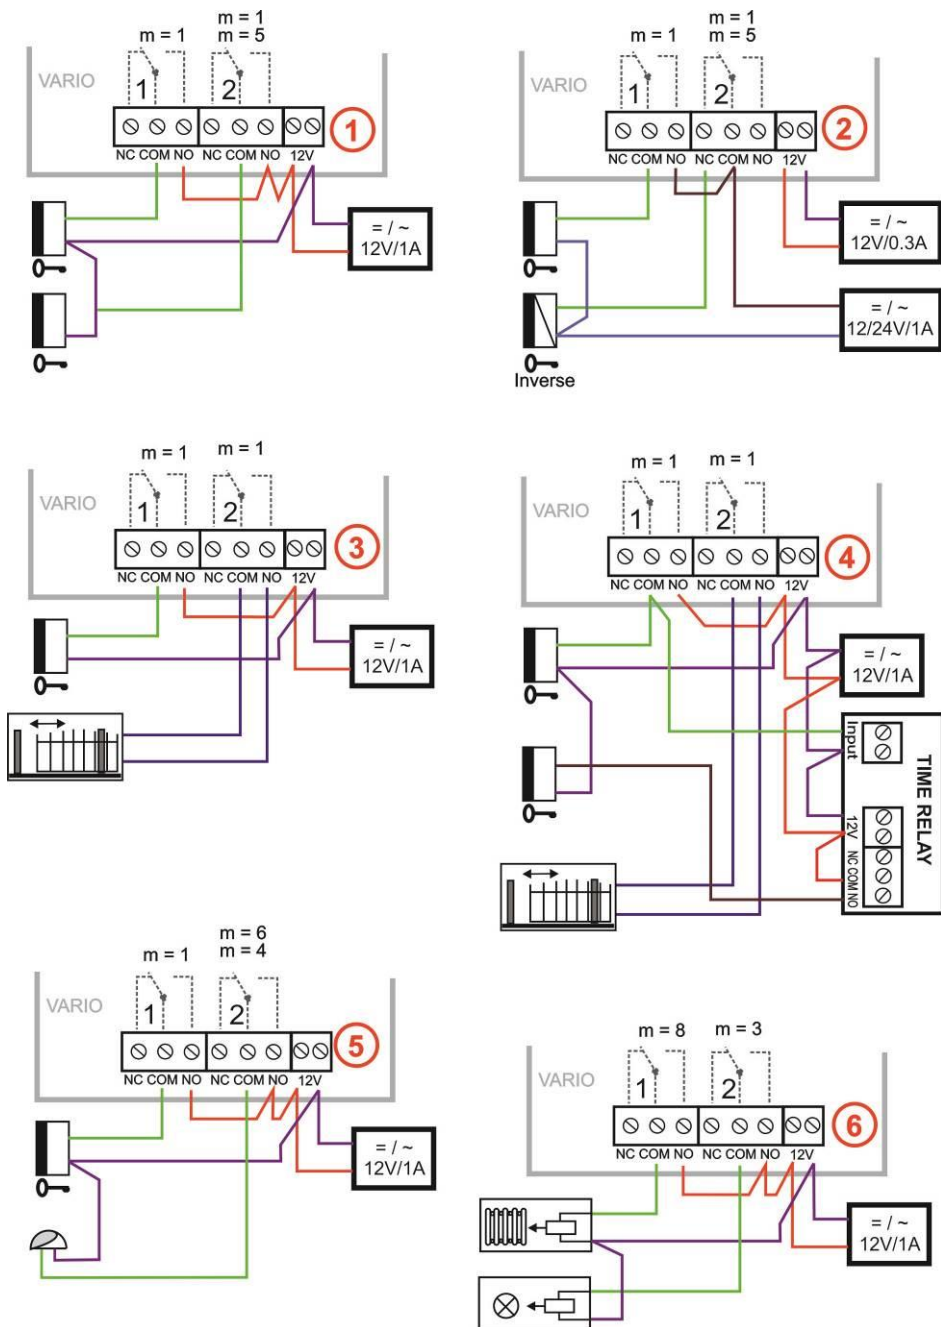 m = 1
m = 1
m = 5
VARIO
1
2
1
NC COM NO NC COM NO 12V
= / ~
12V/1A
m = 1
m = 1
m = 5
VARIO
1
2
2
NC COM NO NC COM NO 12V
= / ~
12V/0.3A
= / ~
12/24V/1A
Inverse
m = 1
m = 1
VARIO
1
2
3
NC COM NO NC COM NO 12V
= / ~
12V/1A
m = 1
m = 1
VARIO
1
2
4
NC COM NO NC COM NO 12V
= / ~
12V/1A
Input
12V
NC COM NO
TIME RELAY
m = 1
m = 6
m = 4
VARIO
1
2
5
NC COM NO NC COM NO 12V
= / ~
12V/1A
m = 8
m = 3
VARIO
1
2
6
NC COM NO NC COM NO 12V
= / ~
12V/1A